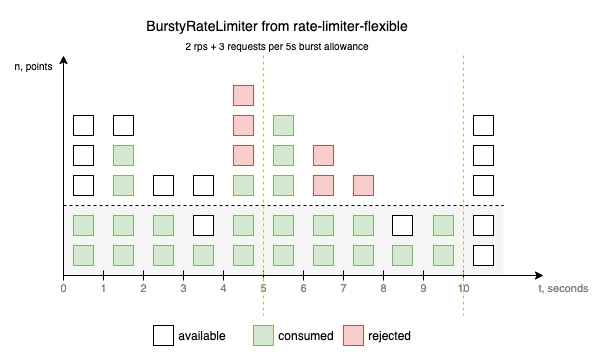 BurstyRateLimiter from rate-limiter-flexible
2 rps + 3 requests per 5s burst allowance
n, points
0 1 2 3 4 5 6 7 8 9 10 t, seconds
available consumed rejected